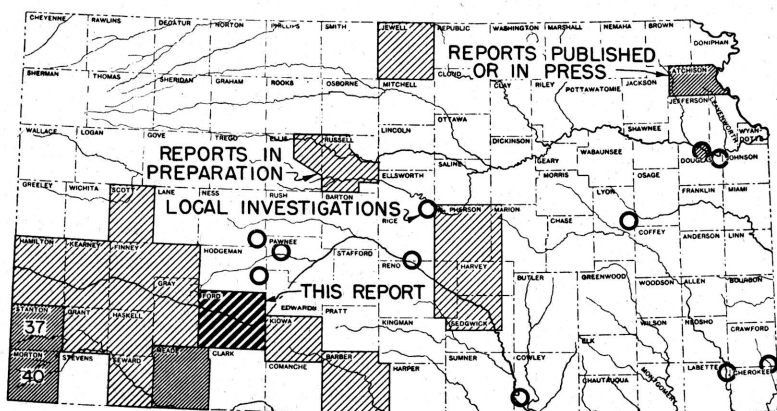 CHEYENNE RAWLINS DECATUR NORTON PHILLIPS SMITH JEWELL REPUBLIC WASHINGTON MARSHALL NEMAHA BROWN
DONIPHAN
REPORTS PUBLISHED
OR IN PRESS
ATCHISON
SHERMAN THOMAS SHERIDAN GRAHAM ROOKS OSBORNE MITCHELL CLOUD CLAY RILEY POTTAWATOMIE JACKSON
JEFFERSON
LEAVENWORTH
WYANDOTTE
WALLACE LOGAN GOVE TREGO ELLIS RUSSELL LINCOLN OTTAWA DICKINSON GEARY WABAUNSEE SHAWNEE
DOUGLAS JOHNSON
SALINE
REPORTS IN
PREPARATION
ELLSWORTH
MORRIS
OSAGE
FRANKLIN MIAMI
GREELEY WICHITA SCOTT LANE NESS RUSH BARTON
LYON
LOCAL INVESTIGATIONS
RICE
McPHERSON MARION
CHASE
COFFEY
ANDERSON LINN
HAMILTON KEARNEY FINNEY HODGEMAN PAWNEE STAFFORD RENO HARVEY
BUTLER GREENWOOD WOODSON ALLEN BOURBON
GRAY
FORD
THIS REPORT
EDWARDS PRATT
STANTON GRANT HASKELL
37
KIOWA
KINGMAN
SEDGWICK
WILSON NEOSHO CRAWFORD
ELK
MORTON
40
STEVENS SEWARD MEADE CLARK
COMANCHE BARBER HARPER SUMNER COWLEY
CHAUTAUQUA MONTGOMERY LABETTE CHEROKEE